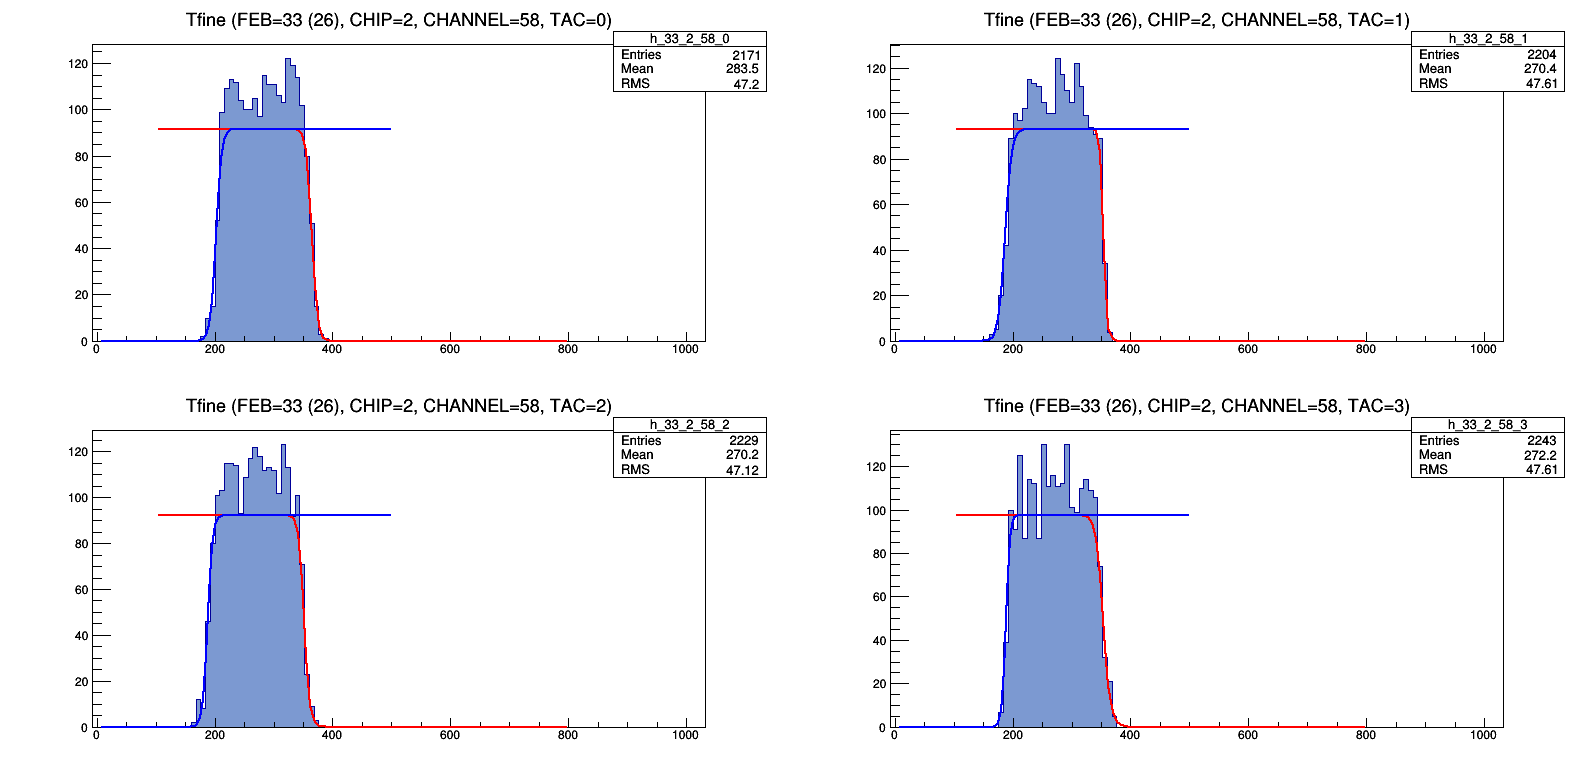 Tfine (FEB=33 (26), CHIP=2, CHANNEL=58, TAC=0)
h_33_2_58_0
Entries 2171
Mean 283.5
RMS 47.2
120
100
80
60
40
20
0
0 200 400 600 800 1000
Tfine (FEB=33 (26), CHIP=2, CHANNEL=58, TAC=1)
h_33_2_58_1
Entries 2204
Mean 270.4
RMS 47.61
120
100
80
60
40
20
0
0 200 400 600 800 1000
Tfine (FEB=33 (26), CHIP=2, CHANNEL=58, TAC=2)
h_33_2_58_2
Entries 2229
Mean 270.2
RMS 47.12
120
100
80
60
40
20
0
0 200 400 600 800 1000
Tfine (FEB=33 (26), CHIP=2, CHANNEL=58, TAC=3)
h_33_2_58_3
Entries 2243
Mean 272.2
RMS 47.61
120
100
80
60
40
20
0
0 200 400 600 800 1000